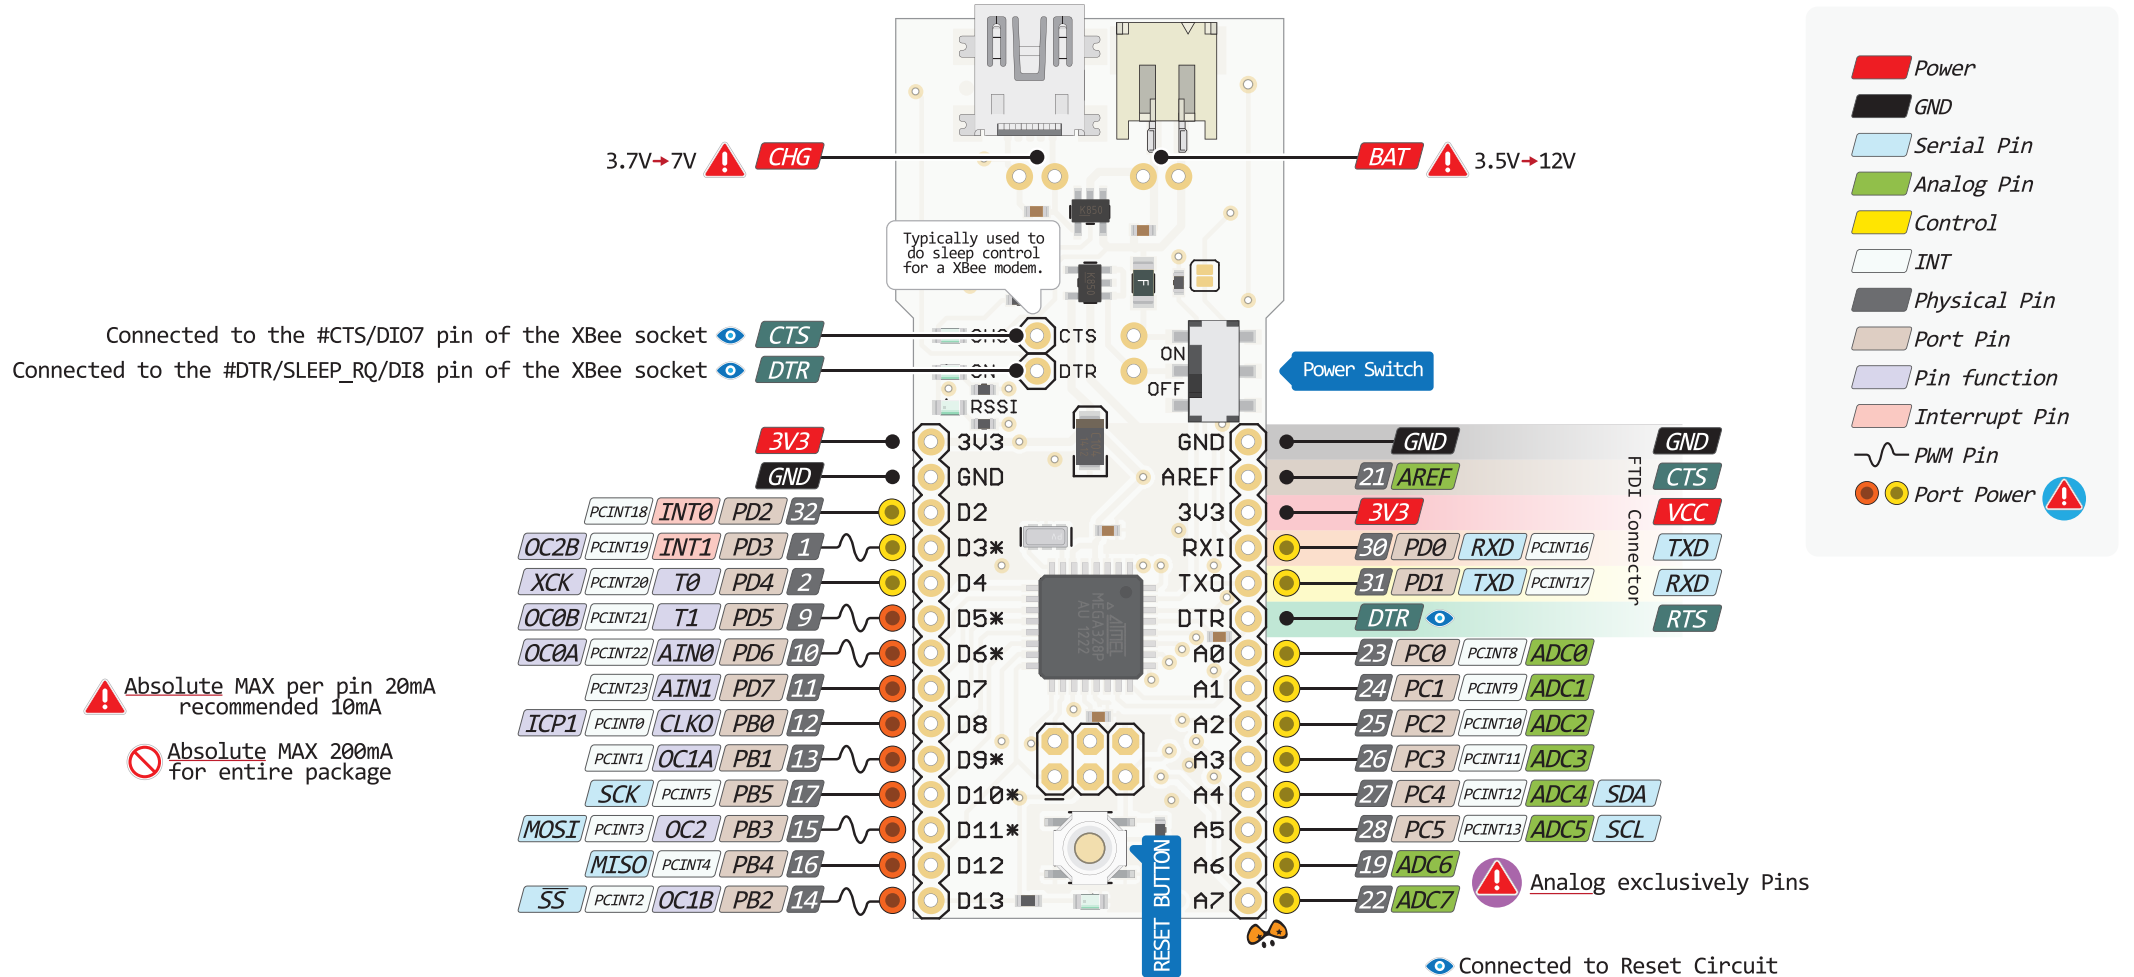 3.7V→7V CHG
BAT 3.5V→12V
K850
Typically used to
do sleep control
for a XBee modem.
K850
F
Connected to the #CTS/DIO7 pin of the XBee socket CTS
CHG CTS
Connected to the #DTR/SLEEP_RQ/DI8 pin of the XBee socket DTR
ON DTR
RSSI
ON
OFF
Power Switch
3V3 3V3
GND GND
PCINT18 INT0 PD2 32 D2
OC2B PCINT19 INT1 PD3 1 D3*
XCK PCINT20 T0 PD4 2 D4
OC0B PCINT21 T1 PD5 9 D5*
OC0A PCINT22 AIN0 PD6 10 D6*
PCINT23 AIN1 PD7 11 D7
ICP1 PCINT0 CLKO PB0 12 D8
PCINT1 OC1A PB1 13 D9*
SCK PCINT5 PB5 17 D10*
MOSI PCINT3 OC2 PB3 15 D11*
MISO PCINT4 PB4 16 D12
SS PCINT2 OC1B PB2 14 D13
Absolute MAX per pin 20mA
recommended 10mA
Absolute MAX 200mA
for entire package
ATMEL
MEGA328P
AU 1222
GND GND GND
AREF 21 AREF CTS
3V3 3V3 VCC
RXI 30 PD0 RXD PCINT16 TXD
TXO 31 PD1 TXD PCINT17 RXD
DTR DTR RTS
FTDI Connector
A0 23 PC0 PCINT8 ADC0
A1 24 PC1 PCINT9 ADC1
A2 25 PC2 PCINT10 ADC2
A3 26 PC3 PCINT11 ADC3
A4 27 PC4 PCINT12 ADC4 SDA
A5 28 PC5 PCINT13 ADC5 SCL
A6 19 ADC6
A7 22 ADC7
Analog exclusively Pins
RESET BUTTON
Connected to Reset Circuit
Power
GND
Serial Pin
Analog Pin
Control
INT
Physical Pin
Port Pin
Pin function
Interrupt Pin
PWM Pin
Port Power